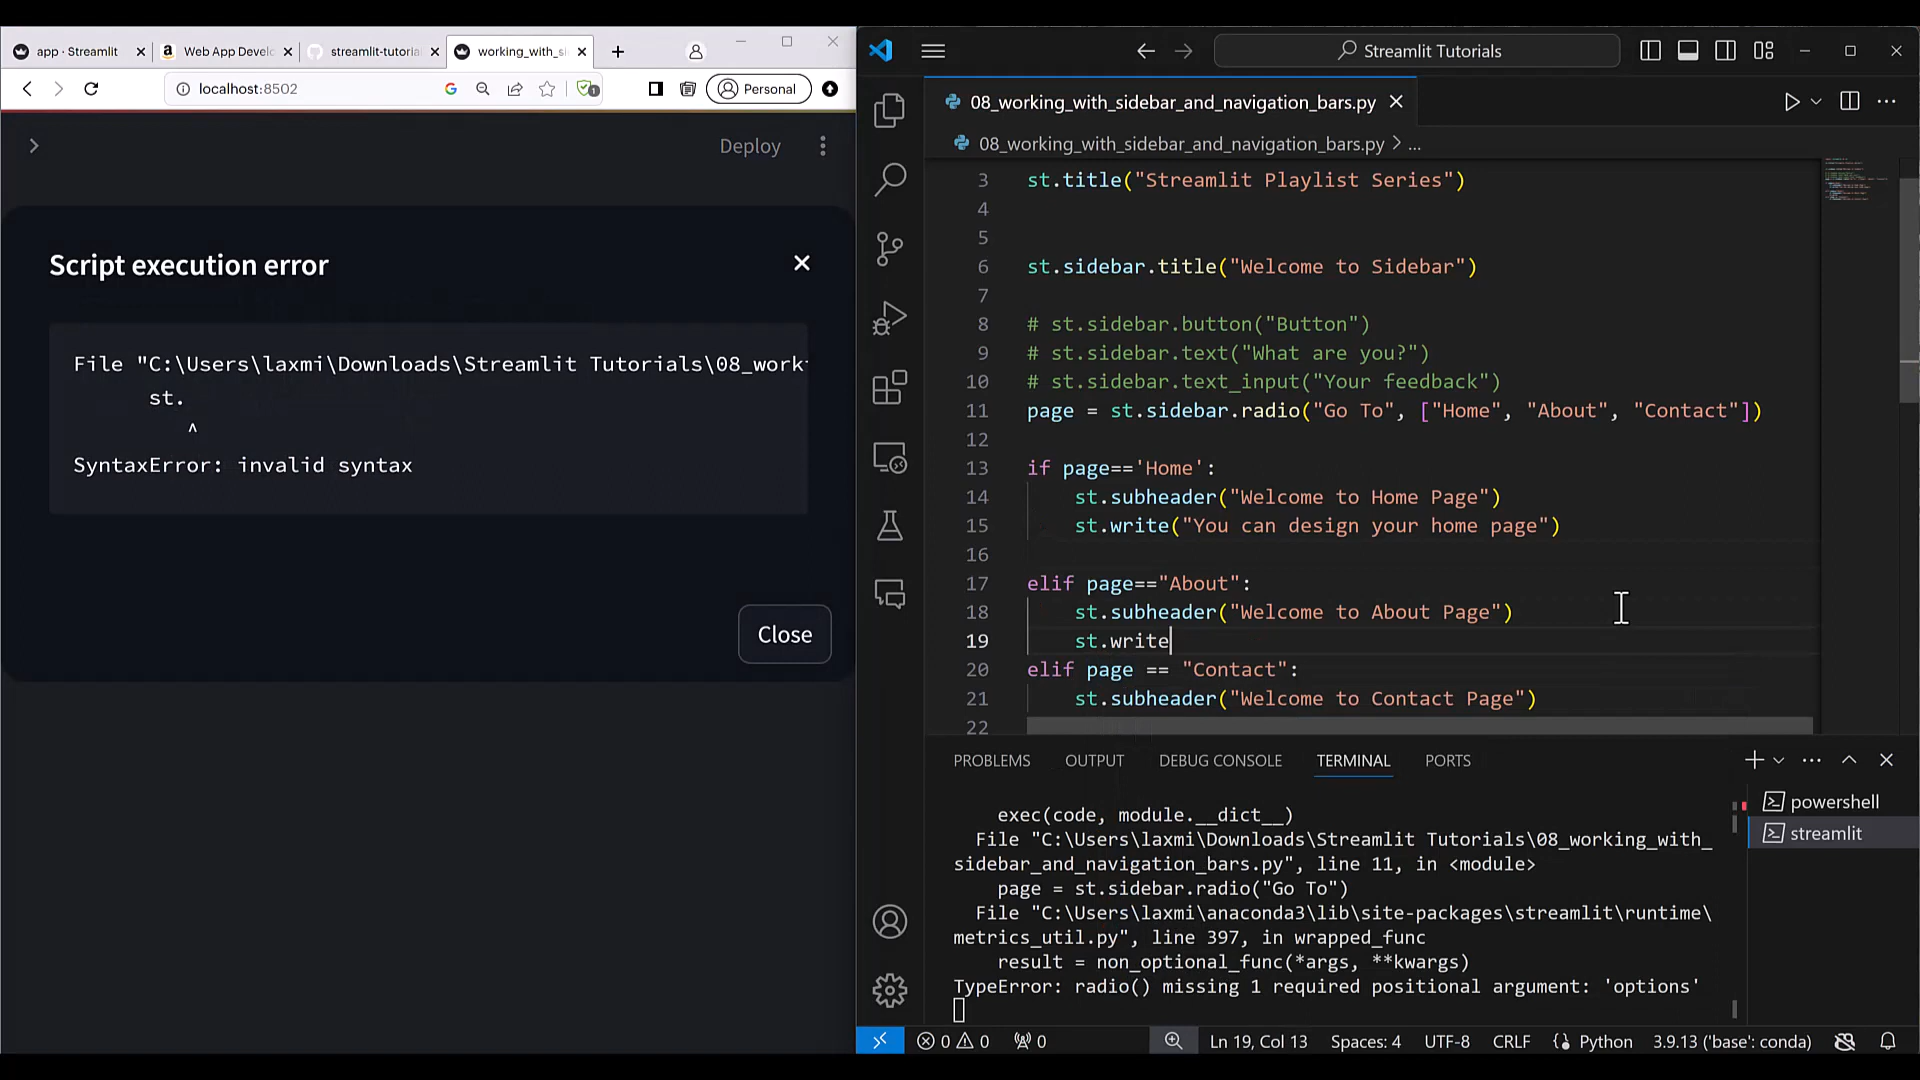 app · Streamlit
Web App Develo
streamlit-tutoria
working_with_si
localhost:8502
Personal
Deploy
Script execution error
File "C:\Users\laxmi\Downloads\Streamlit Tutorials\08_work
st.
^
SyntaxError: invalid syntax
Close
Streamlit Tutorials
08_working_with_sidebar_and_navigation_bars.py
08_working_with_sidebar_and_navigation_bars.py > ...
3 st.title("Streamlit Playlist Series")
4
5
6 st.sidebar.title("Welcome to Sidebar")
7
8 # st.sidebar.button("Button")
9 # st.sidebar.text("What are you?")
10 # st.sidebar.text_input("Your feedback")
11 page = st.sidebar.radio("Go To", ["Home", "About", "Contact"])
12
13 if page=='Home':
14 st.subheader("Welcome to Home Page")
15 st.write("You can design your home page")
16
17 elif page=="About":
18 st.subheader("Welcome to About Page")
19 st.write
20 elif page == "Contact":
21 st.subheader("Welcome to Contact Page")
22
PROBLEMS OUTPUT DEBUG CONSOLE TERMINAL PORTS
exec(code, module.__dict__)
File "C:\Users\laxmi\Downloads\Streamlit Tutorials\08_working_with_
sidebar_and_navigation_bars.py", line 11, in <module>
page = st.sidebar.radio("Go To")
File "C:\Users\laxmi\anaconda3\lib\site-packages\streamlit\runtime\
metrics_util.py", line 397, in wrapped_func
result = non_optional_func(*args, **kwargs)
TypeError: radio() missing 1 required positional argument: 'options'
powershell
streamlit
0 0 0 Ln 19, Col 13 Spaces: 4 UTF-8 CRLF Python 3.9.13 ('base': conda)